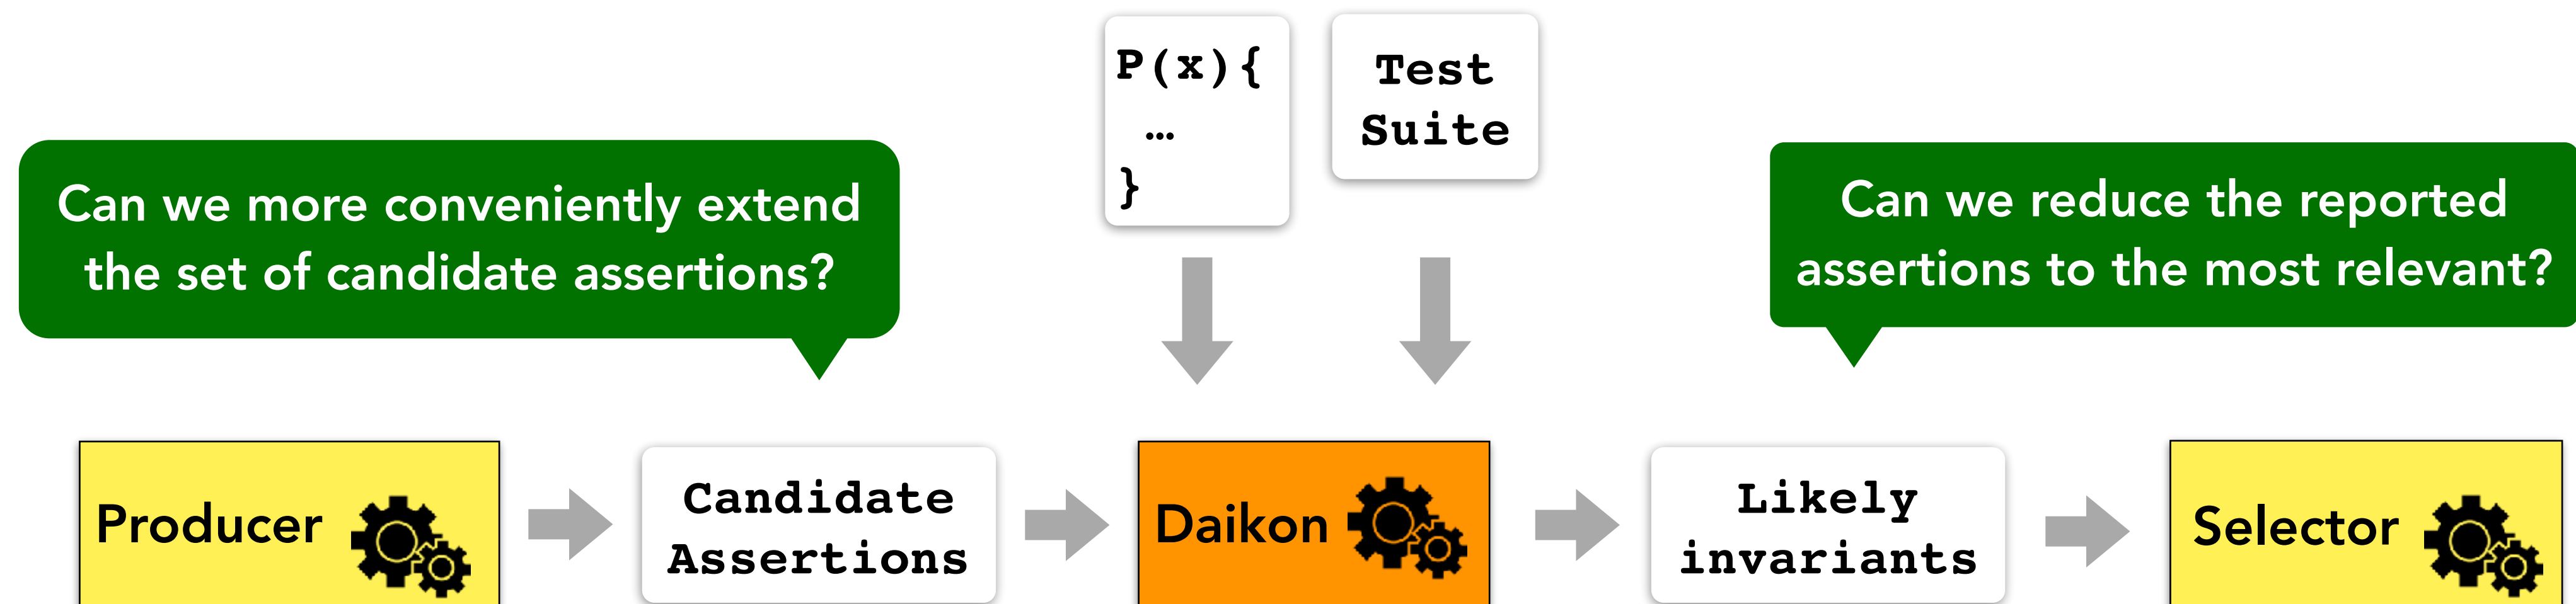 P(x){
…
}
Test
Suite
Can we more conveniently extend
the set of candidate assertions?
Can we reduce the reported
assertions to the most relevant?
Producer
Candidate
Assertions
Daikon
Likely
invariants
Selector